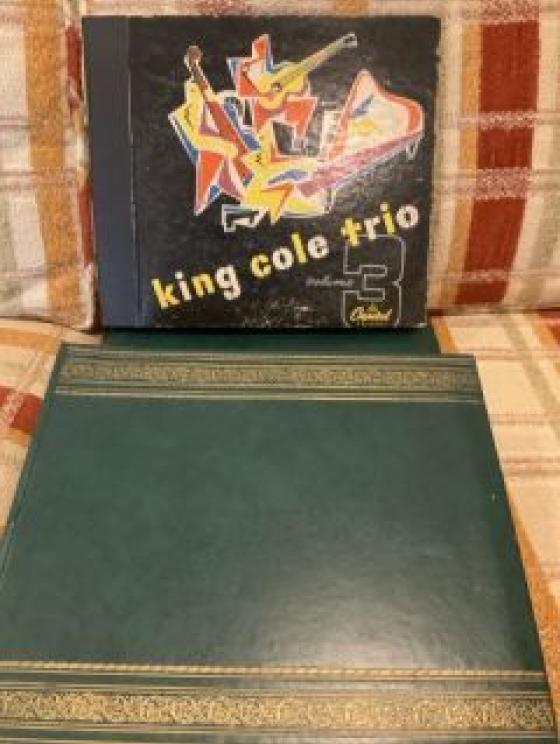 king cole trio
volume 3
Capitol